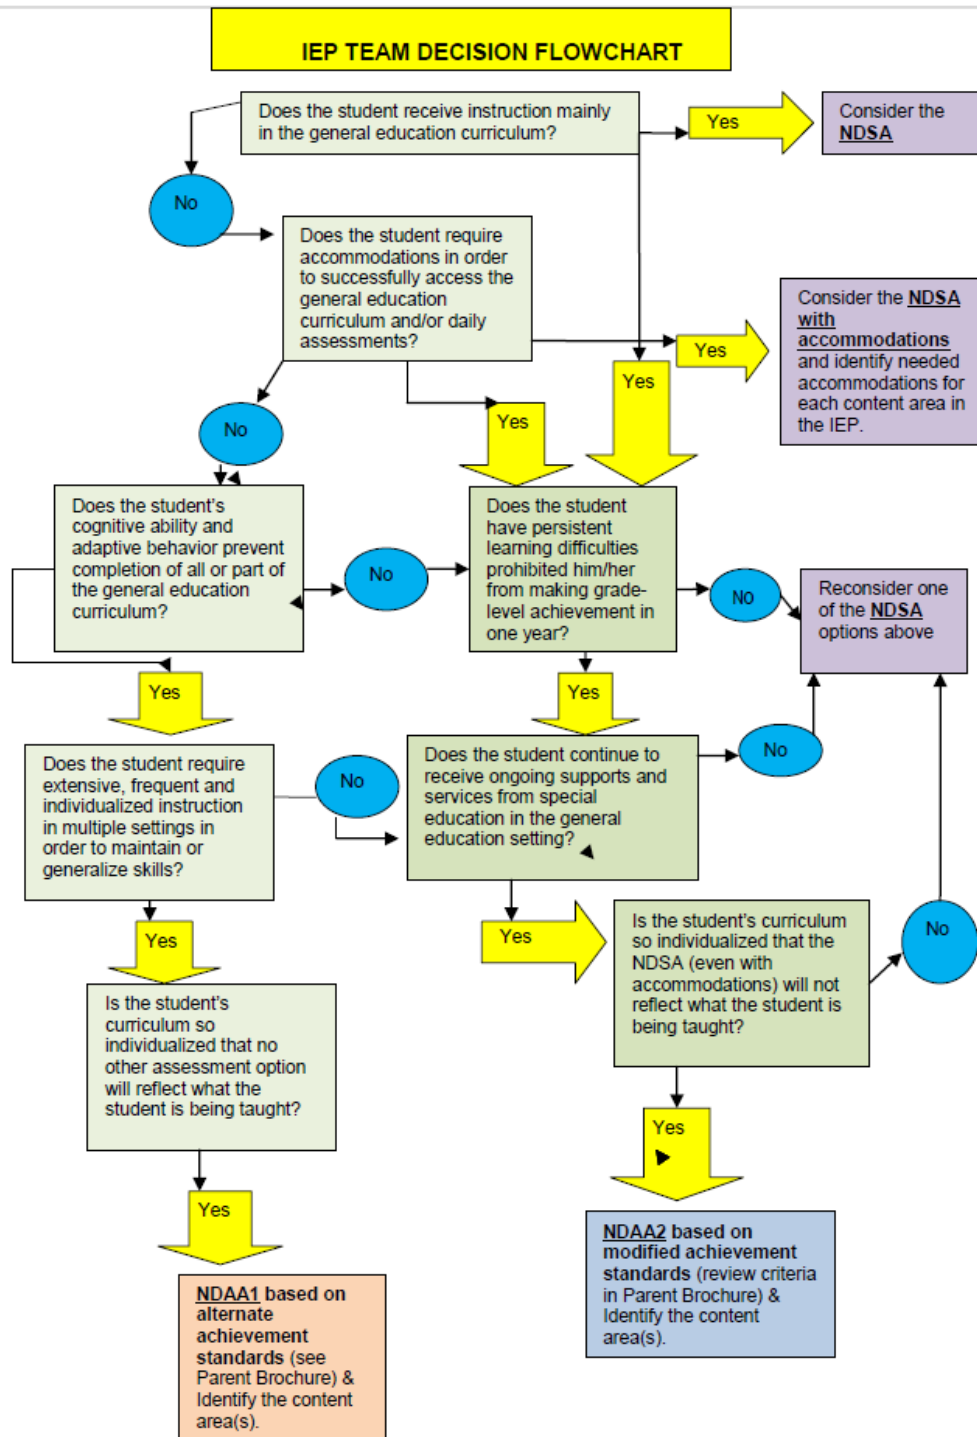 IEP TEAM DECISION FLOWCHART
Does the student receive instruction mainly
in the general education curriculum?
Yes
Consider the
NDSA
No
Does the student require
accommodations in order
to successfully access the
general education
curriculum and/or daily
assessments?
Yes
Consider the NDSA
with
accommodations
and identify needed
accommodations for
each content area in
the IEP.
Yes
Yes
No
Does the student's
cognitive ability and
adaptive behavior prevent
completion of all or part of
the general education
curriculum?
No
Does the student
have persistent
learning difficulties
prohibited him/her
from making grade-
level achievement in
one year?
No
Reconsider one
of the NDSA
options above
Yes
Yes
Does the student require
extensive, frequent and
individualized instruction
in multiple settings in
order to maintain or
generalize skills?
No
Does the student continue to
receive ongoing supports and
services from special
education in the general
education setting?
No
Yes
Yes
Is the student's curriculum
so individualized that the
NDSA (even with
accommodations) will not
reflect what the student is
being taught?
No
Is the student's
curriculum so
individualized that no
other assessment option
will reflect what the
student is being taught?
Yes
Yes
NDAA2 based on
modified achievement
standards (review criteria
in Parent Brochure) &
Identify the content
area(s).
NDAA1 based on
alternate
achievement
standards (see
Parent Brochure) &
Identify the content
area(s).